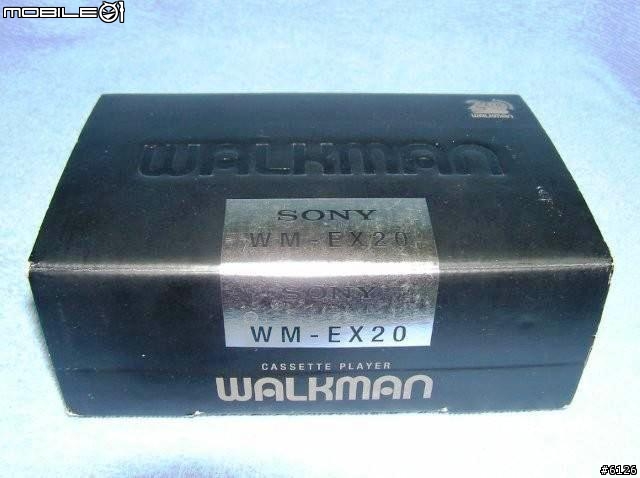 MOBILE01
WALKMAN
WALKMAN
SONY
WM-EX20
SONY
WM-EX20
CASSETTE PLAYER
WALKMAN
#6126